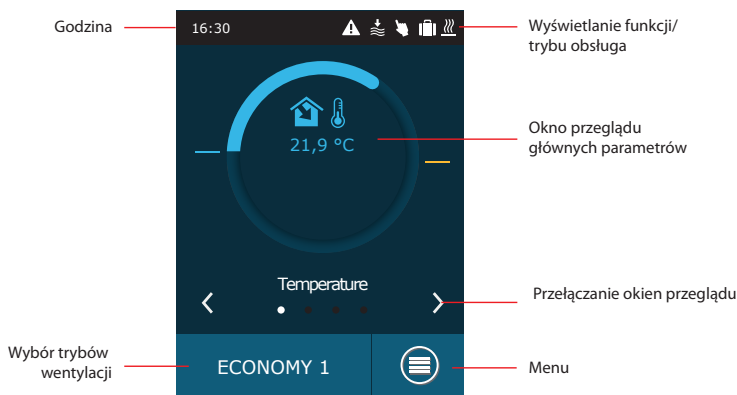 Godzina
16:30
Wyświetlanie funkcji/
trybu obsługa
21,9 °C
Okno przeglądu
głównych parametrów
Temperature
Przełączanie okien przeglądu
Wybór trybów
wentylacji
ECONOMY 1
Menu